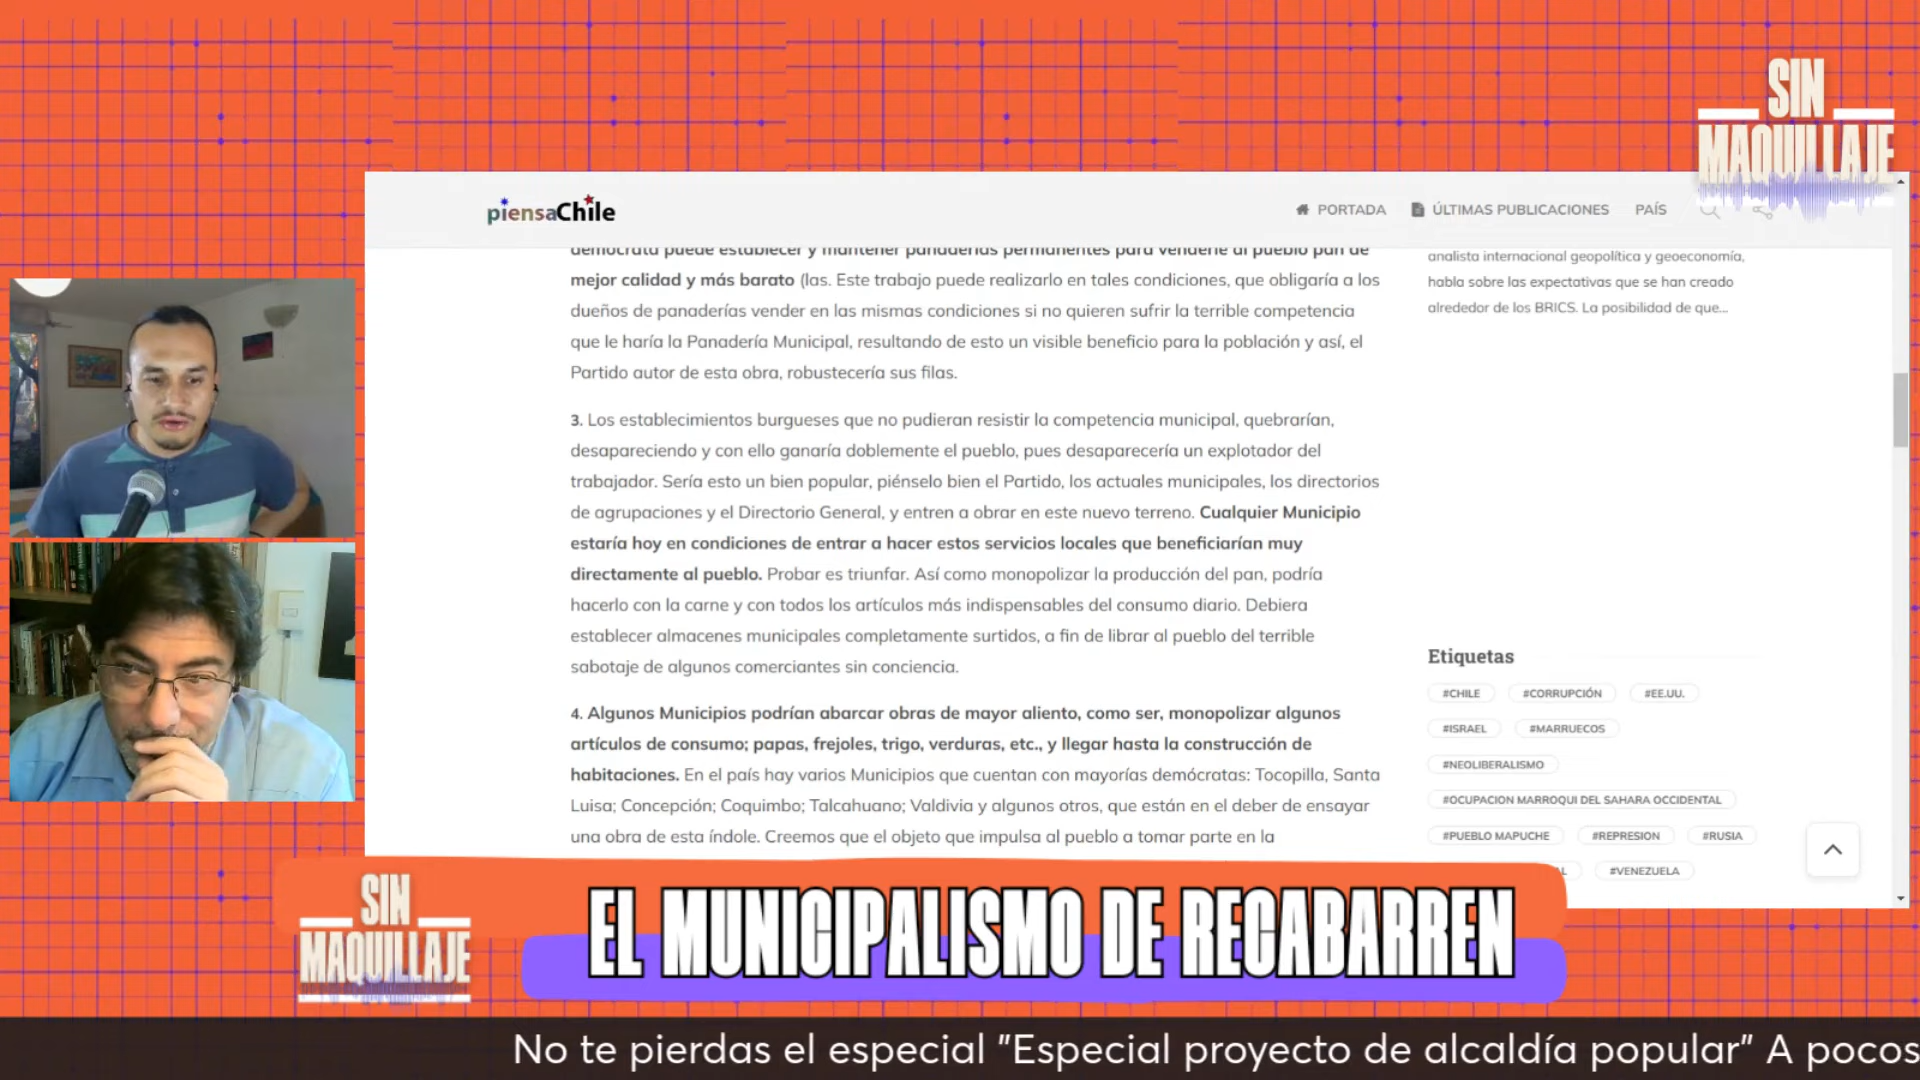 SIN
MAQUILLAJE
piensaChile
PORTADA
ÚLTIMAS PUBLICACIONES
PAÍS
demócrata puede establecer y mantener panaderías permanentes para venderle al pueblo pan de
mejor calidad y más barato (las. Este trabajo puede realizarlo en tales condiciones, que obligaría a los
dueños de panaderías vender en las mismas condiciones si no quieren sufrir la terrible competencia
que le haría la Panadería Municipal, resultando de esto un visible beneficio para la población y así, el
Partido autor de esta obra, robustecería sus filas.
3. Los establecimientos burgueses que no pudieran resistir la competencia municipal, quebrarían,
desapareciendo y con ello ganaría doblemente el pueblo, pues desaparecería un explotador del
trabajador. Sería esto un bien popular, piénselo bien el Partido, los actuales municipales, los directorios
de agrupaciones y el Directorio General, y entren a obrar en este nuevo terreno. Cualquier Municipio
estaría hoy en condiciones de entrar a hacer estos servicios locales que beneficiarían muy
directamente al pueblo. Probar es triunfar. Así como monopolizar la producción del pan, podría
hacerlo con la carne y con todos los artículos más indispensables del consumo diario. Debiera
establecer almacenes municipales completamente surtidos, a fin de librar al pueblo del terrible
sabotaje de algunos comerciantes sin conciencia.
4. Algunos Municipios podrían abarcar obras de mayor aliento, como ser, monopolizar algunos
artículos de consumo; papas, frejoles, trigo, verduras, etc., y llegar hasta la construcción de
habitaciones. En el país hay varios Municipios que cuentan con mayorías demócratas: Tocopilla, Santa
Luisa; Concepción; Coquimbo; Talcahuano; Valdivia y algunos otros, que están en el deber de ensayar
una obra de esta índole. Creemos que el objeto que impulsa al pueblo a tomar parte en la
analista internacional geopolítica y geoeconomía,
habla sobre las expectativas que se han creado
alrededor de los BRICS. La posibilidad de que...
Etiquetas
#CHILE #CORRUPCIÓN #EE.UU.
#ISRAEL #MARRUECOS
#NEOLIBERALISMO
#OCUPACION MARROQUI DEL SAHARA OCCIDENTAL
#PUEBLO MAPUCHE #REPRESION #RUSIA
#VENEZUELA
SIN
MAQUILLAJE
EL MUNICIPALISMO DE RECABARREN
No te pierdas el especial "Especial proyecto de alcaldía popular" A pocos